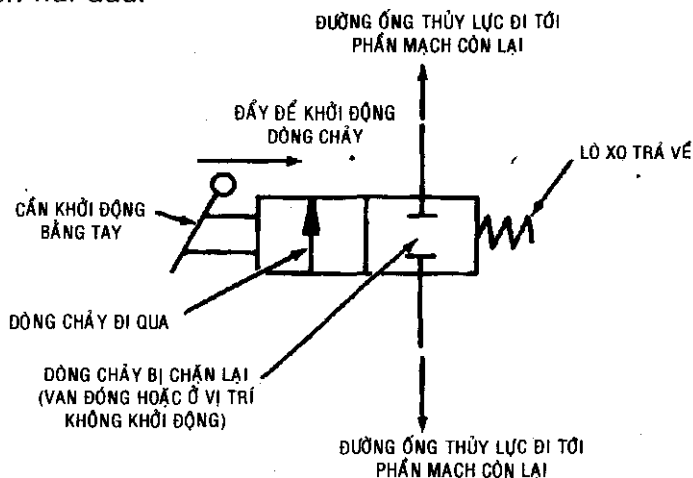 ĐƯỜNG ỐNG THỦY LỰC ĐI TỚI
PHẦN MẠCH CÒN LẠI
ĐẨY ĐỂ KHỞI ĐỘNG
DÒNG CHẢY
LÒ XO TRẢ VỀ
CẦN KHỞI ĐỘNG
BẰNG TAY
DÒNG CHẢY ĐI QUA
DÒNG CHẢY BỊ CHẶN LẠI
(VAN ĐÓNG HOẶC Ở VỊ TRÍ
KHÔNG KHỞI ĐỘNG)
ĐƯỜNG ỐNG THỦY LỰC ĐI TỚI
PHẦN MẠCH CÒN LẠI